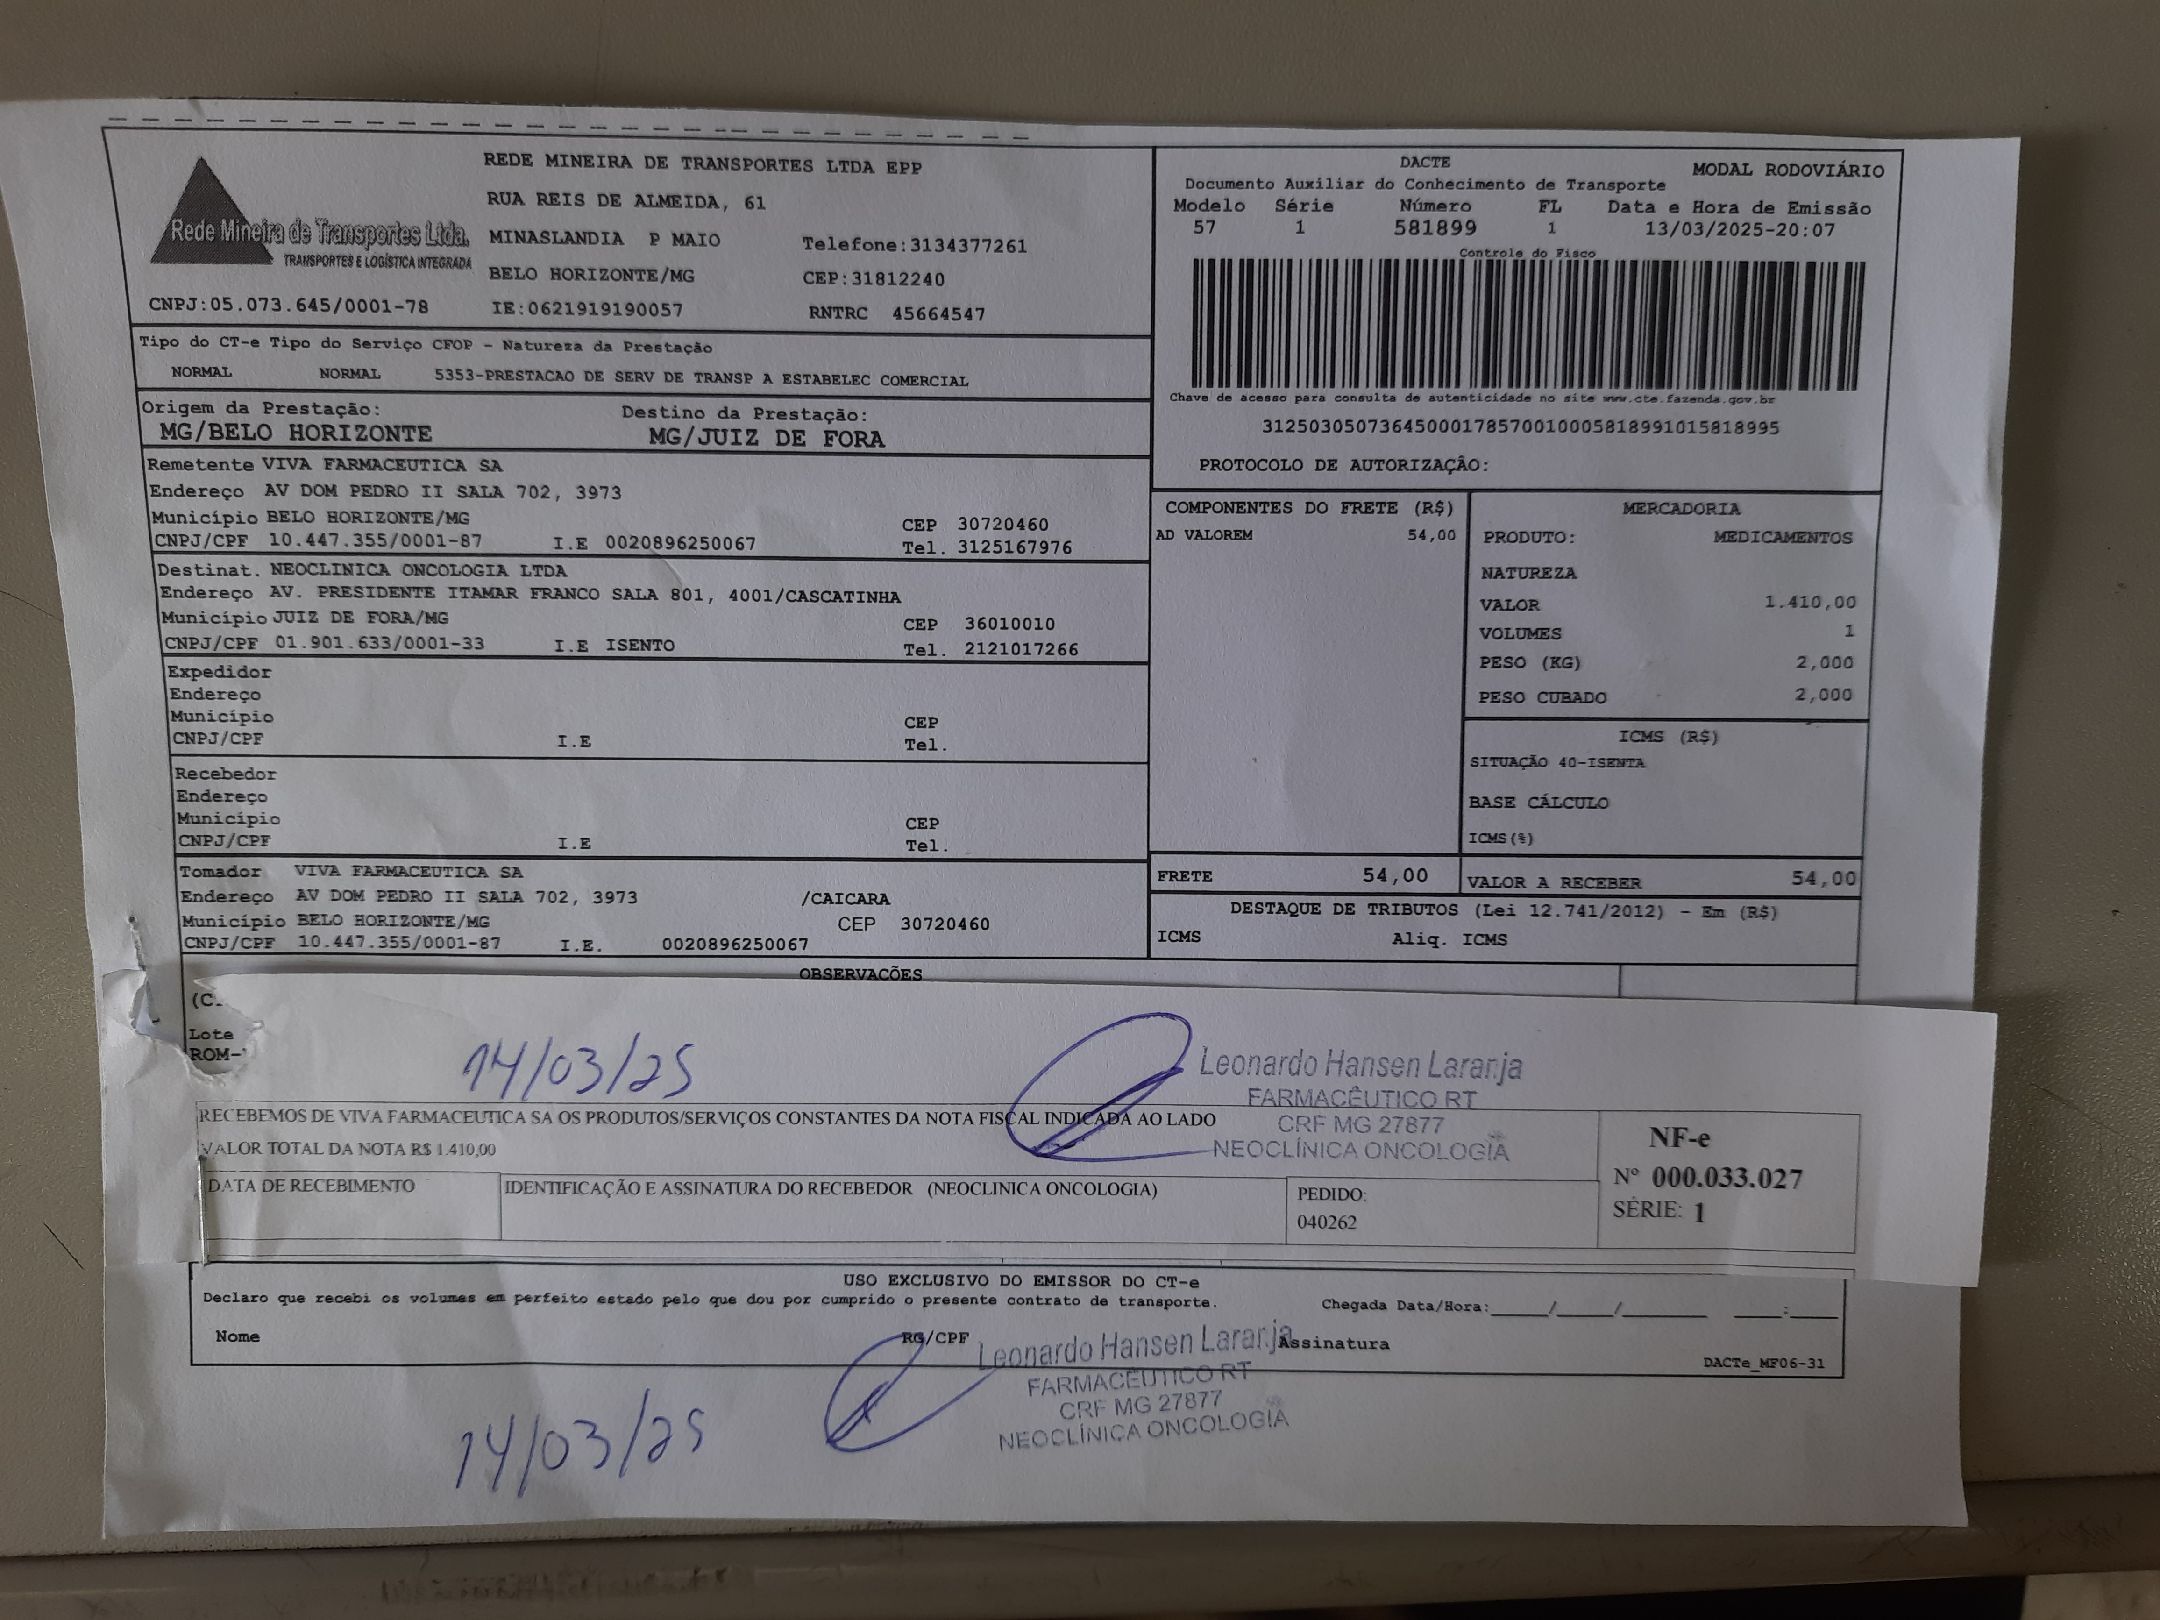 REDE MINEIRA DE TRANSPORTES LTDA EPP
RUA REIS DE ALMEIDA, 61
Rede Mineira de Transportes Ltda.
TRANSPORTES E LOGÍSTICA INTEGRADA
MINASLANDIA P MAIO Telefone:3134377261
BELO HORIZONTE/MG CEP:31812240
CNPJ:05.073.645/0001-78 IE:0621919190057 RNTRC 45664547
DACTE MODAL RODOVIÁRIO
Documento Auxiliar do Conhecimento de Transporte
Modelo Série Número FL Data e Hora de Emissão
57 1 581899 1 13/03/2025-20:07
Controle do Fisco
Chave de acesso para consulta de autenticidade no site www.cte.fazenda.gov.br
31250305073645000178570010005818991015818995
PROTOCOLO DE AUTORIZAÇÃO:
Tipo do CT-e Tipo do Serviço CFOP - Natureza da Prestação
NORMAL NORMAL 5353-PRESTACAO DE SERV DE TRANSP A ESTABELEC COMERCIAL
Origem da Prestação: Destino da Prestação:
MG/BELO HORIZONTE MG/JUIZ DE FORA
Remetente VIVA FARMACEUTICA SA
Endereço AV DOM PEDRO II SALA 702, 3973
Município BELO HORIZONTE/MG CEP 30720460
CNPJ/CPF 10.447.355/0001-87 I.E 0020896250067 Tel. 3125167976
Destinat. NEOCLINICA ONCOLOGIA LTDA
Endereço AV. PRESIDENTE ITAMAR FRANCO SALA 801, 4001/CASCATINHA
Município JUIZ DE FORA/MG CEP 36010010
CNPJ/CPF 01.901.633/0001-33 I.E ISENTO Tel. 2121017266
Expedidor
Endereço
Município CEP
CNPJ/CPF I.E Tel.
Recebedor
Endereço
Município CEP
CNPJ/CPF I.E Tel.
Tomador VIVA FARMACEUTICA SA
Endereço AV DOM PEDRO II SALA 702, 3973 /CAICARA
Município BELO HORIZONTE/MG CEP 30720460
CNPJ/CPF 10.447.355/0001-87 I.E. 0020896250067
COMPONENTES DO FRETE (R$)
AD VALOREM 54,00
MERCADORIA
PRODUTO: MEDICAMENTOS
NATUREZA
VALOR 1.410,00
VOLUMES 1
PESO (KG) 2,000
PESO CUBADO 2,000
ICMS (R$)
SITUAÇÃO 40-ISENTA
BASE CÁLCULO
ICMS(%)
FRETE 54,00 VALOR A RECEBER 54,00
DESTAQUE DE TRIBUTOS (Lei 12.741/2012) - Em (R$)
ICMS Aliq. ICMS
OBSERVAÇÕES
Lote
ROM-
14/03/25
Leonardo Hansen Laranja
FARMACÊUTICO RT
CRF MG 27877
NEOCLÍNICA ONCOLOGIA
RECEBEMOS DE VIVA FARMACEUTICA SA OS PRODUTOS/SERVIÇOS CONSTANTES DA NOTA FISCAL INDICADA AO LADO
VALOR TOTAL DA NOTA R$ 1.410,00
DATA DE RECEBIMENTO IDENTIFICAÇÃO E ASSINATURA DO RECEBEDOR (NEOCLINICA ONCOLOGIA)
PEDIDO:
040262
NF-e
Nº 000.033.027
SÉRIE: 1
USO EXCLUSIVO DO EMISSOR DO CT-e
Declaro que recebi os volumes em perfeito estado pelo que dou por cumprido o presente contrato de transporte. Chegada Data/Hora:_____/_____/_______ ____:____
Nome RG/CPF Assinatura
DACTe_MF06-31
Leonardo Hansen Laranja
FARMACÊUTICO RT
CRF MG 27877
NEOCLÍNICA ONCOLOGIA
14/03/25